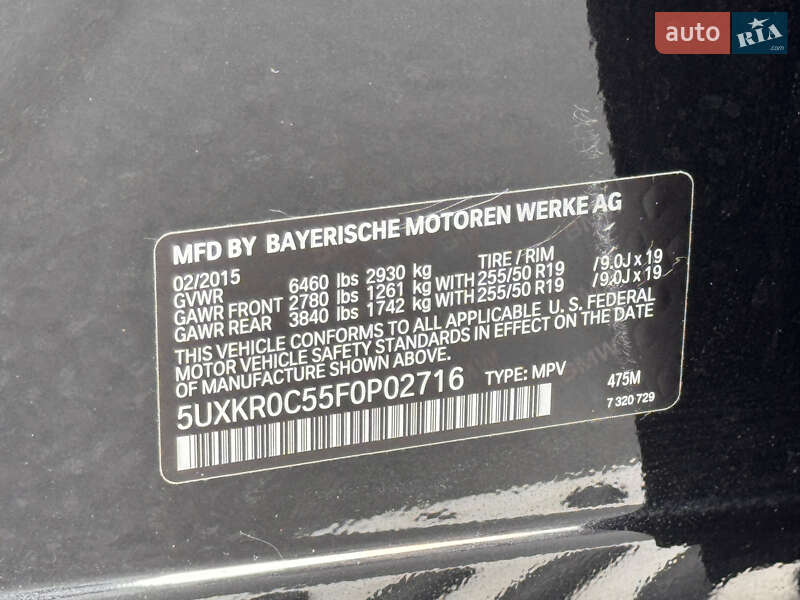 auto RIA
.com
MFD BY BAYERISCHE MOTOREN WERKE AG
02/2015 TIRE / RIM
GVWR 6460 lbs 2930 kg
GAWR FRONT 2780 lbs 1261 kg WITH 255/50 R19 / 9.0J x 19
GAWR REAR 3840 lbs 1742 kg WITH 255/50 R19 / 9.0J x 19
THIS VEHICLE CONFORMS TO ALL APPLICABLE U. S. FEDERAL
MOTOR VEHICLE SAFETY STANDARDS IN EFFECT ON THE DATE
OF MANUFACTURE SHOWN ABOVE.
5UXKR0C55F0P02716 TYPE: MPV 475M
7 320 729